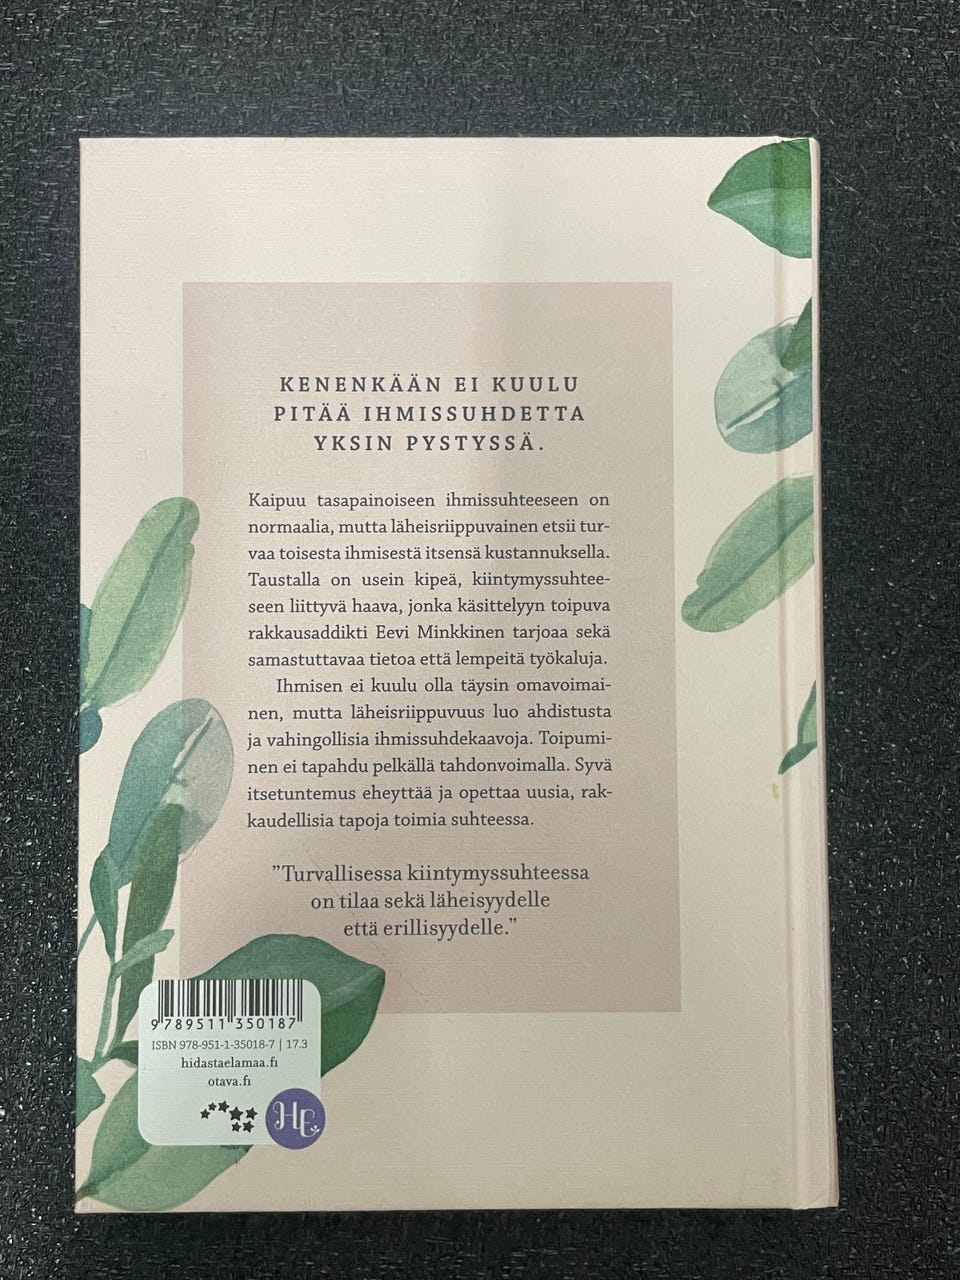 KENENKÄÄN EI KUULU
PITÄÄ IHMISSUHDETTA
YKSIN PYSTYSSÄ.
Kaipuu tasapainoiseen ihmissuhteeseen on
normaalia, mutta läheisriippuvainen etsii tur-
vaa toisesta ihmisestä itsensä kustannuksella.
Taustalla on usein kipeä, kiintymyssuhtee-
seen liittyvä haava, jonka käsittelyyn toipuva
rakkausaddikti Eevi Minkkinen tarjoaa sekä
samastuttavaa tietoa että lempeitä työkaluja.
Ihmisen ei kuulu olla täysin omavoimai-
nen, mutta läheisriippuvuus luo ahdistusta
ja vahingollisia ihmissuhdekaavoja. Toipumi-
nen ei tapahdu pelkällä tahdonvoimalla. Syvä
itsetuntemus eheyttää ja opettaa uusia, rak-
kaudellisia tapoja toimia suhteessa.
”Turvallisessa kiintymyssuhteessa
on tilaa sekä läheisyydelle
että erillisyydelle.”
9 789511 350187
ISBN 978-951-1-35018-7 | 17.3
hidastaelamaa.fi
otava.fi
HE